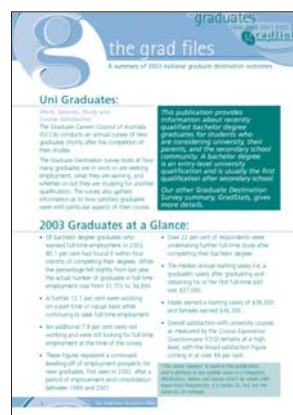 graduates
gradlink
g
the grad files
A summary of 2003 national graduate destination outcomes
Uni Graduates:
Work, Salaries, Study and
Course Satisfaction
The Graduate Careers Council of Australia
(GCCA) conducts an annual survey of new
graduates shortly after the completion of
their studies.
The Graduate Destination Survey looks at how
many graduates are in work or are seeking
employment, what they are earning, and
whether or not they are studying for another
qualification. The survey also gathers
information as to how satisfied graduates
were with particular aspects of their course.
This publication provides
information about recently
qualified bachelor degree
graduates for students who
are considering university, their
parents, and the secondary school
community. A bachelor degree
is an entry-level university
qualification and is usually the first
qualification after secondary school.
Our other Graduate Destination
Survey summary, GradStats, gives
more details.
2003 Graduates at a Glance:
• Of bachelor degree graduates who
wanted full-time employment in 2003,
80.1 per cent had found it within four
months of completing their degrees. While
the percentage fell slightly from last year,
the actual number of graduates in full-time
employment rose from
• A further 12.1 per cent were working
on a part-time or casual basis while
continuing to seek full-time employment.
• An additional 7.8 per cent were not
working and were still looking for full-time
employment at the time of the survey.
• These figures represent a continued
levelling-off of employment prospects for
new graduates, first seen in 2002, after a
period of improvement and consolidation
between 1999 and 2001.
• Over 22 per cent of respondents were
undertaking further full-time study after
completing their bachelor degree.
• The median annual starting salary (i.e. a
graduate's salary after graduating and
obtaining his or her first full-time job)
was $37,000.
• Males earned a starting salary of $38,000
and females earned $36,000.
• Overall satisfaction with university courses
as measured by the Course Experience
Questionnaire (CEQ) remains at a high
level, with the broad satisfaction figure
coming in at over 89 per cent.